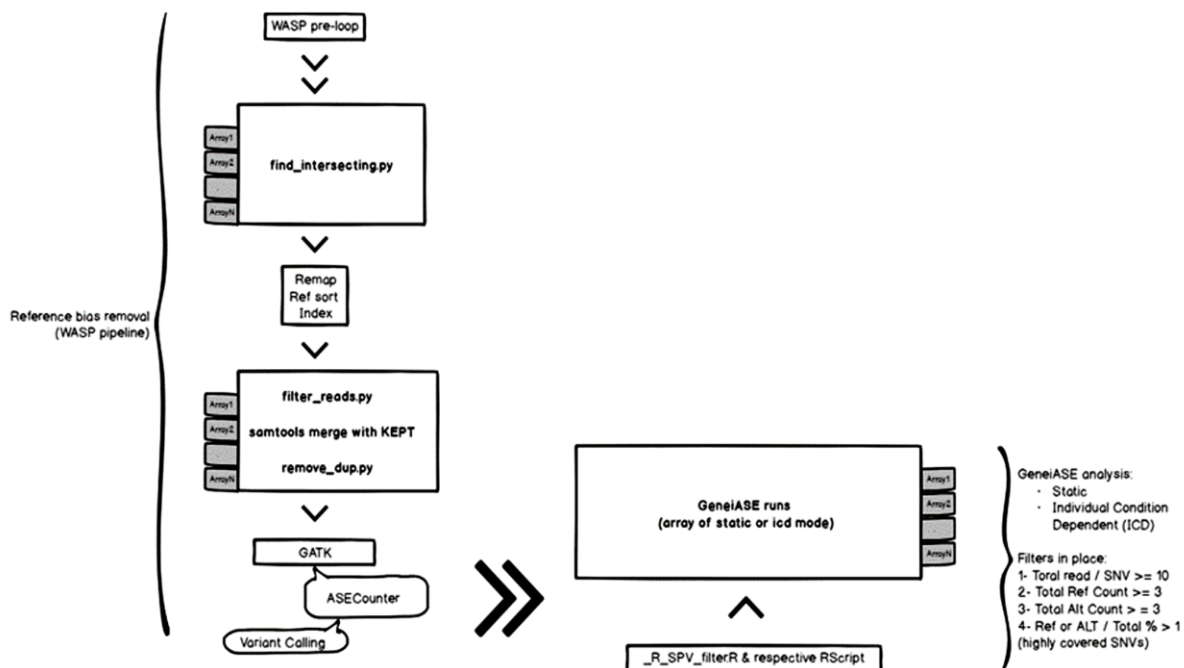 WASP pre-loop
Array1
Array2
ArrayN
find_intersecting.py
Remap
Ref sort
Index
Reference bias removal
(WASP pipeline)
Array1
Array2
ArrayN
filter_reads.py
samtools merge with KEPT
remove_dup.py
GATK
ASECounter
Variant Calling
GeneiASE runs
(array of static or icd mode)
Array1
Array2
ArrayN
_R_SPV_filter.R & respective RScript
GeneiASE analysis:
· Static
· Individual Condition
Dependent (ICD)
Filters in place:
1- Toral read / SNV >= 10
2- Total Ref Count >= 3
3- Total Alt Count > = 3
4- Ref or ALT / Total % > 1
(highly covered SNVs)